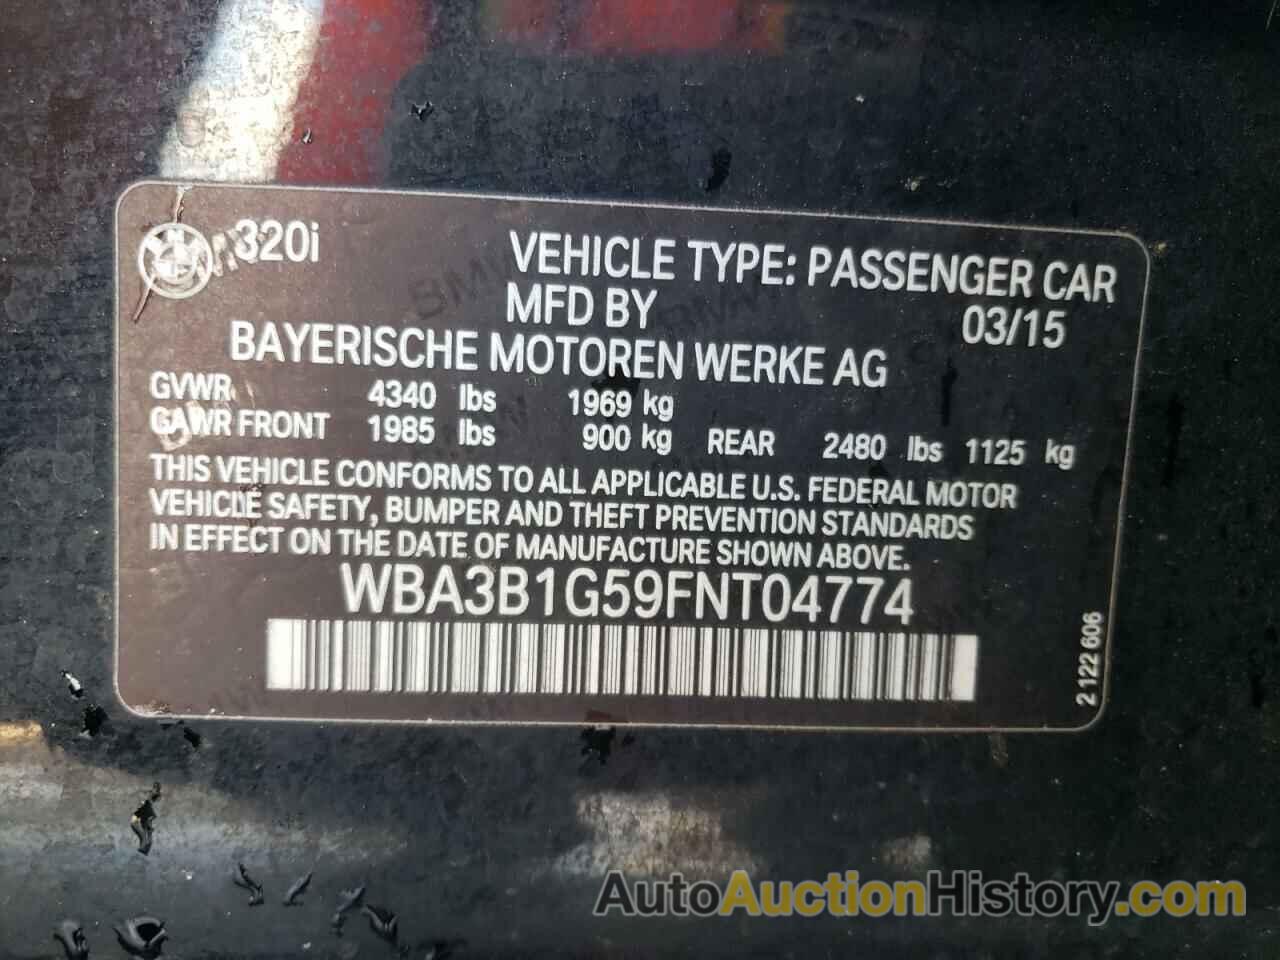 320i
VEHICLE TYPE: PASSENGER CAR
MFD BY 03/15
BAYERISCHE MOTOREN WERKE AG
GVWR 4340 lbs 1969 kg
GAWR FRONT 1985 lbs 900 kg REAR 2480 lbs 1125 kg
THIS VEHICLE CONFORMS TO ALL APPLICABLE U.S. FEDERAL MOTOR
VEHICLE SAFETY, BUMPER AND THEFT PREVENTION STANDARDS
IN EFFECT ON THE DATE OF MANUFACTURE SHOWN ABOVE.
WBA3B1G59FNT04774
2 122 606
AutoAuctionHistory.com